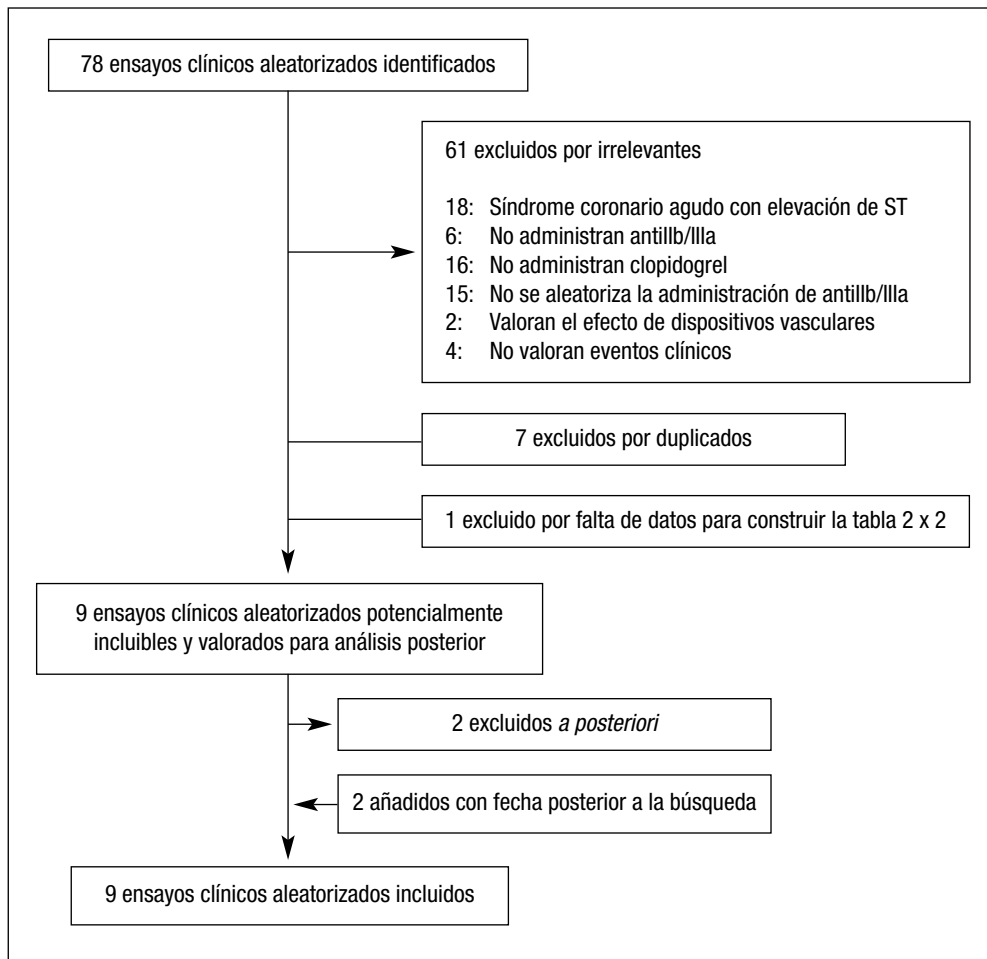 78 ensayos clínicos aleatorizados identificados
61 excluidos por irrelevantes
18: Síndrome coronario agudo con elevación de ST
6: No administran antiIIb/IIIa
16: No administran clopidogrel
15: No se aleatoriza la administración de antiIIb/IIIa
2: Valoran el efecto de dispositivos vasculares
4: No valoran eventos clínicos
7 excluidos por duplicados
1 excluido por falta de datos para construir la tabla 2 x 2
9 ensayos clínicos aleatorizados potencialmente
incluibles y valorados para análisis posterior
2 excluidos a posteriori
2 añadidos con fecha posterior a la búsqueda
9 ensayos clínicos aleatorizados incluidos